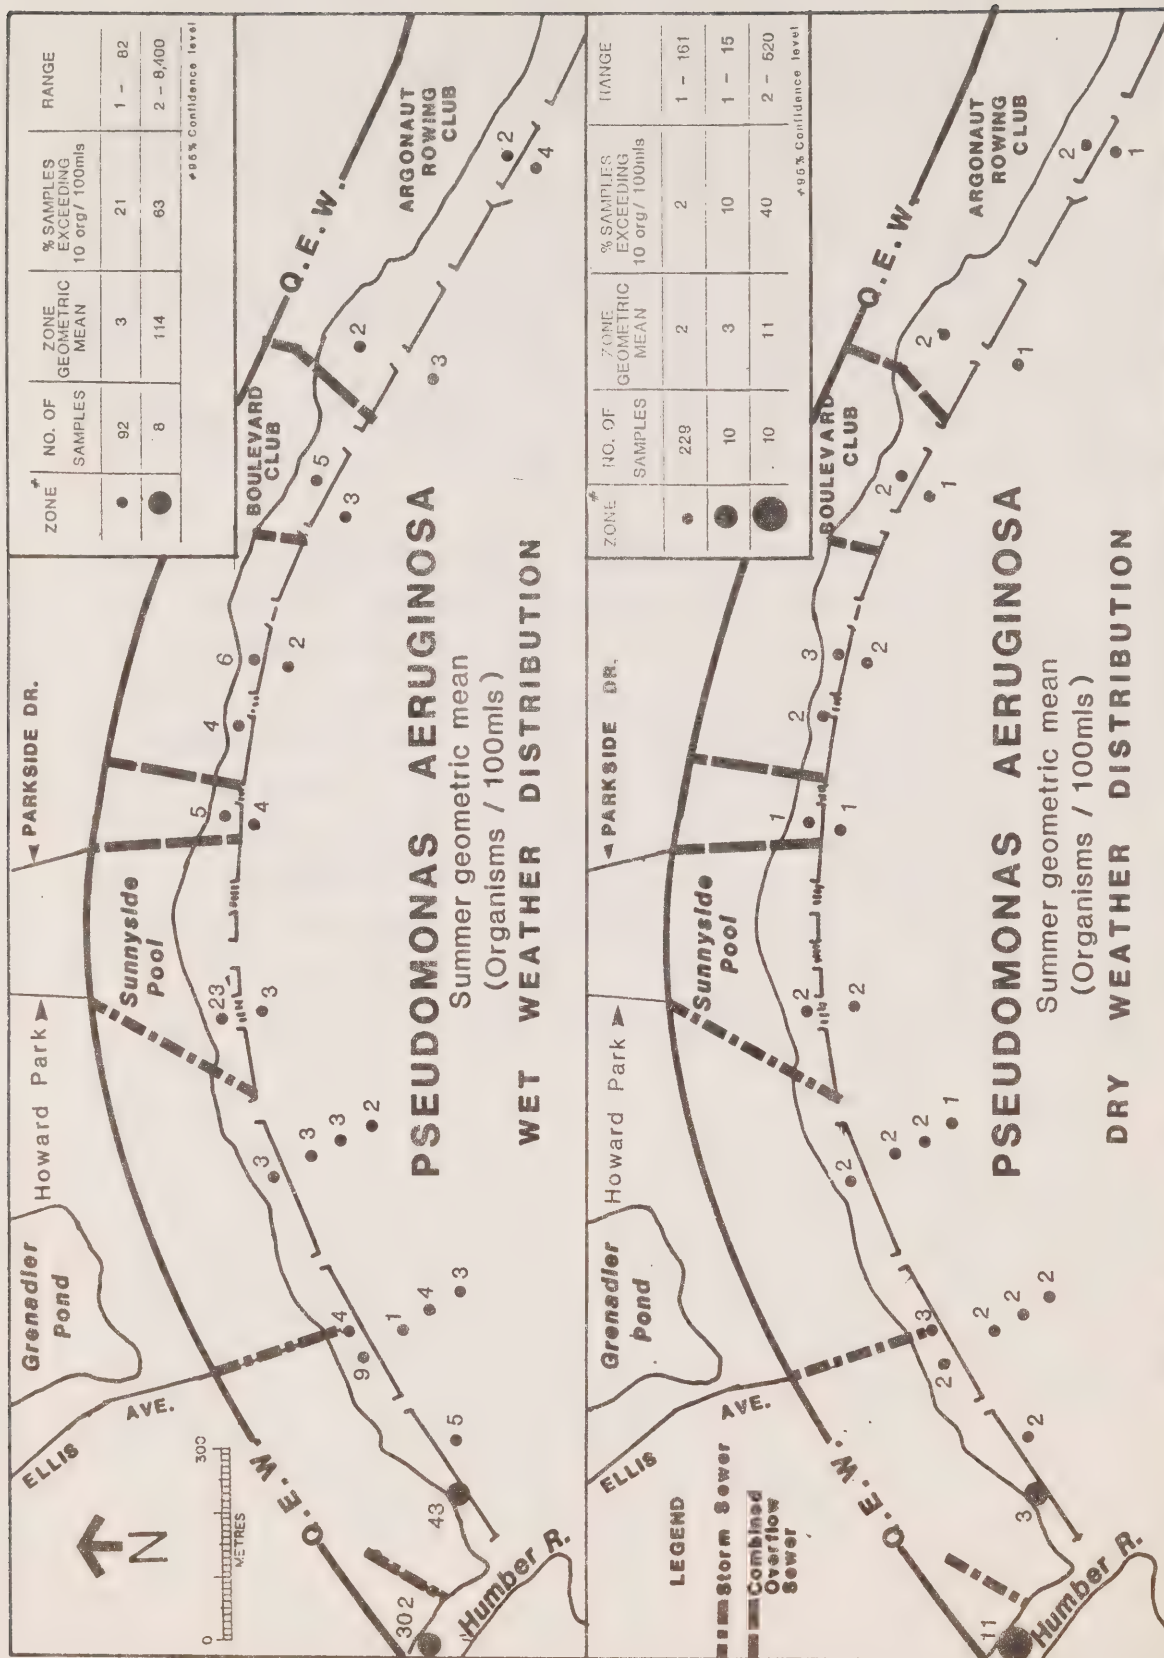 N
0 300
METRES
ELLIS AVE.
Grenadier
Pond
Howard Park
PARKSIDE DR.
Q.E.W.
Humber R.
Sunnyside
Pool
BOULEVARD
CLUB
Q.E.W.
ARGONAUT
ROWING
CLUB
302
43
5
9
4
1
4
3
3
3
3
2
23
3
5
4
4
6
2
5
3
2
3
2
4
ZONE* NO. OF SAMPLES ZONE GEOMETRIC MEAN % SAMPLES EXCEEDING 10 org/ 100mls RANGE
92 3 21 1 - 82
8 114 63 2 - 8,400
*95% Confidence level
PSEUDOMONAS AERUGINOSA
Summer geometric mean
(Organisms / 100mls)
WET WEATHER DISTRIBUTION
LEGEND
Storm Sewer
Combined
Overflow
Sewer
ELLIS AVE.
Grenadier
Pond
Howard Park
PARKSIDE DR.
Q.E.W.
Humber R.
Sunnyside
Pool
BOULEVARD
CLUB
Q.E.W.
ARGONAUT
ROWING
CLUB
11
3
2
2
3
2
2
2
2
2
2
1
2
2
1
1
2
3
2
2
1
2
1
2
1
ZONE* NO. OF SAMPLES ZONE GEOMETRIC MEAN % SAMPLES EXCEEDING 10 org/ 100mls RANGE
229 2 2 1 - 161
10 3 10 1 - 15
10 11 40 2 - 520
*95% Confidence level
PSEUDOMONAS AERUGINOSA
Summer geometric mean
(Organisms / 100mls)
DRY WEATHER DISTRIBUTION